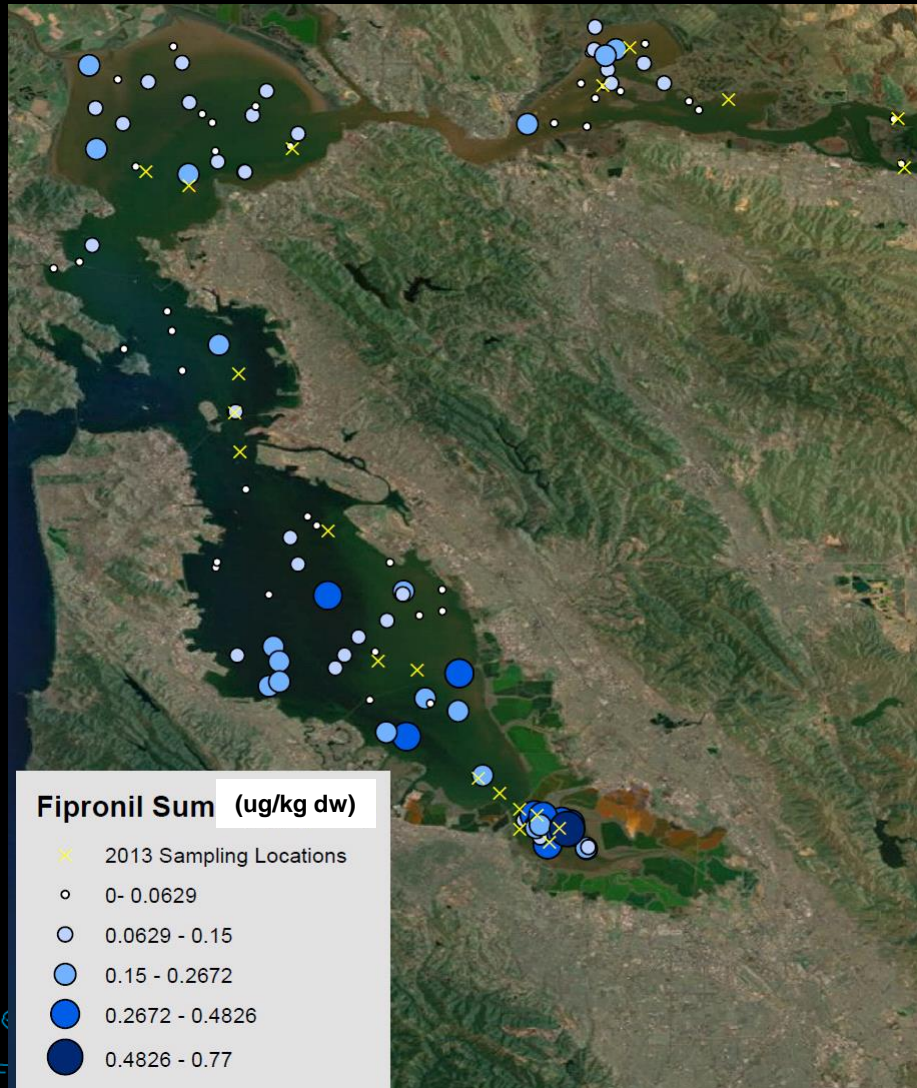 Fipronil Sum (ug/kg dw)
2013 Sampling Locations
0- 0.0629
0.0629 - 0.15
0.15 - 0.2672
0.2672 - 0.4826
0.4826 - 0.77